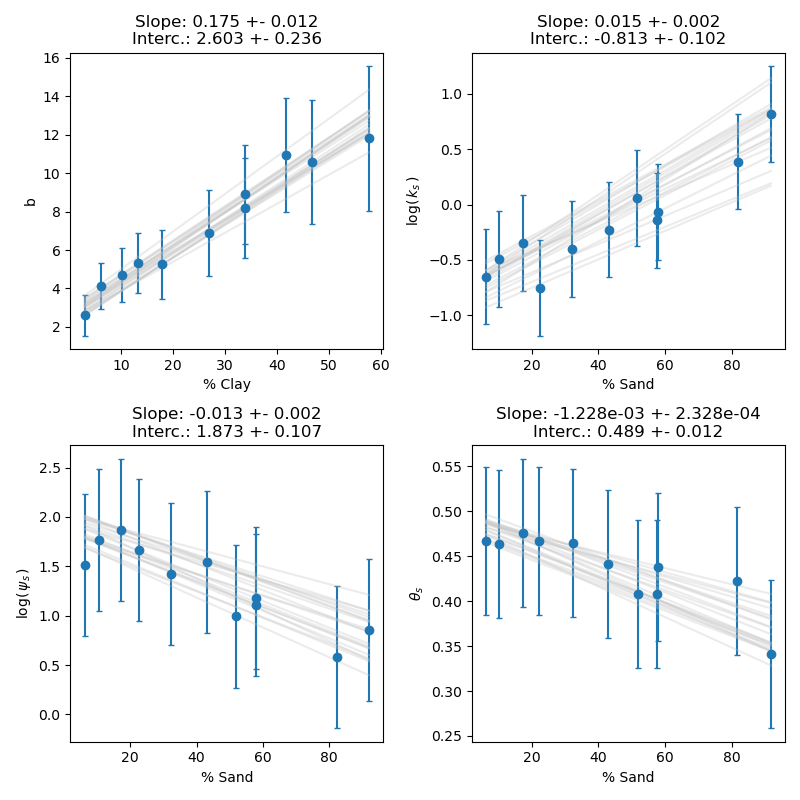 Slope: 0.175 +- 0.012
Interc.: 2.603 +- 0.236
16
14
12
10
8
6
4
2
b
10 20 30 40 50 60
% Clay
Slope: 0.015 +- 0.002
Interc.: -0.813 +- 0.102
1.0
0.5
0.0
−0.5
−1.0
log(kₛ)
20 40 60 80
% Sand
Slope: -0.013 +- 0.002
Interc.: 1.873 +- 0.107
2.5
2.0
1.5
1.0
0.5
0.0
log(ψₛ)
20 40 60 80
% Sand
Slope: -1.228e-03 +- 2.328e-04
Interc.: 0.489 +- 0.012
0.55
0.50
0.45
0.40
0.35
0.30
0.25
θₛ
20 40 60 80
% Sand